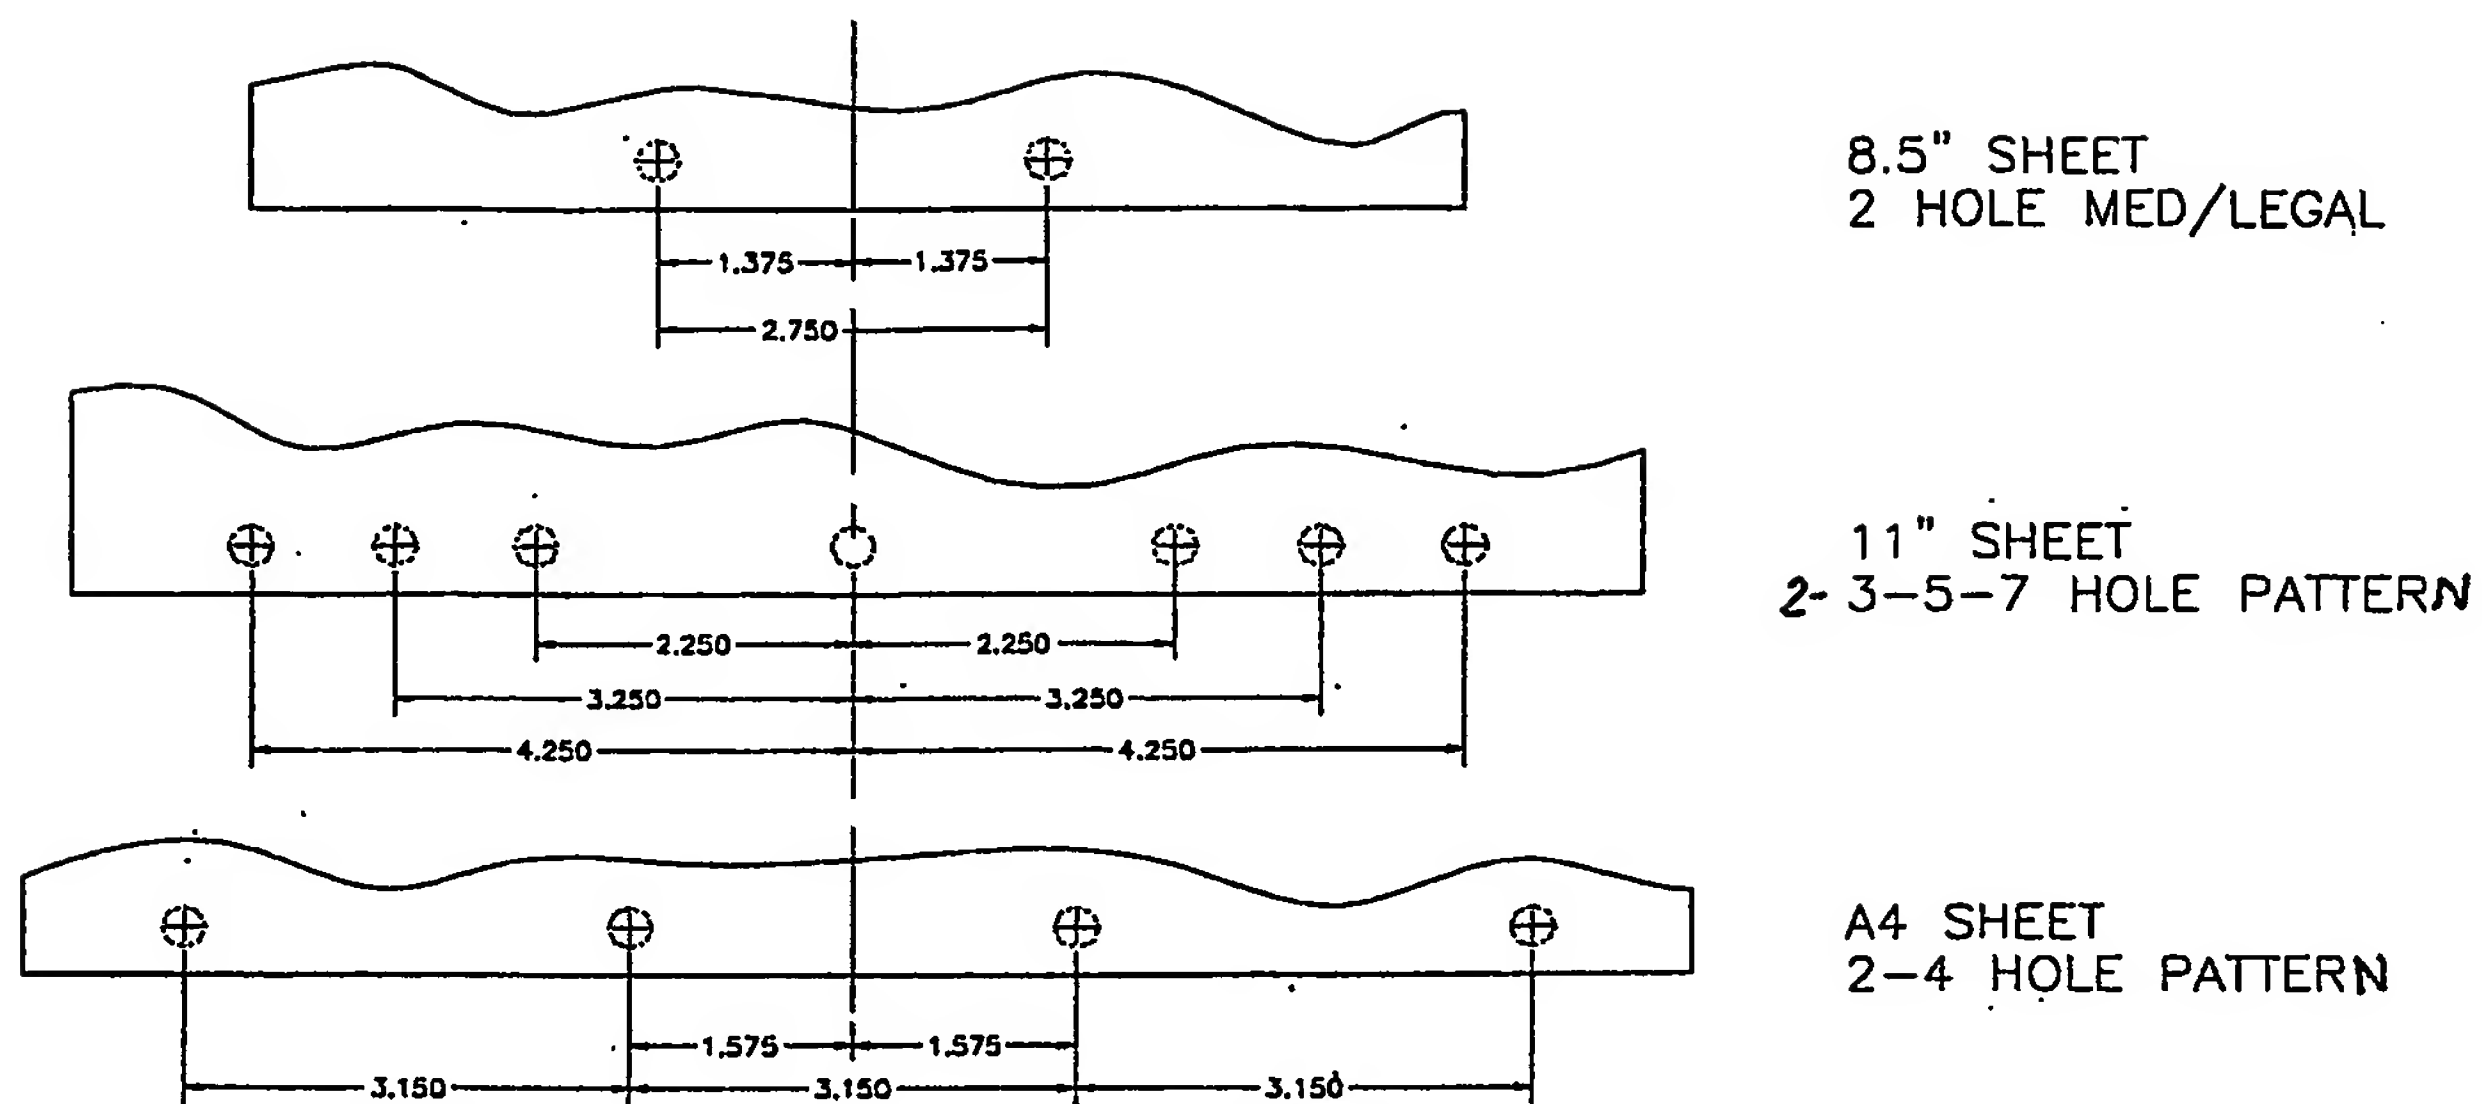 8.5" SHEET
2 HOLE MED/LEGAL
1.375 1.375
2.750
11" SHEET
2-3-5-7 HOLE PATTERN
2.250 2.250
3.250 3.250
4.250 4.250
A4 SHEET
2-4 HOLE PATTERN
1.575 1.575
3.150 3.150 3.150